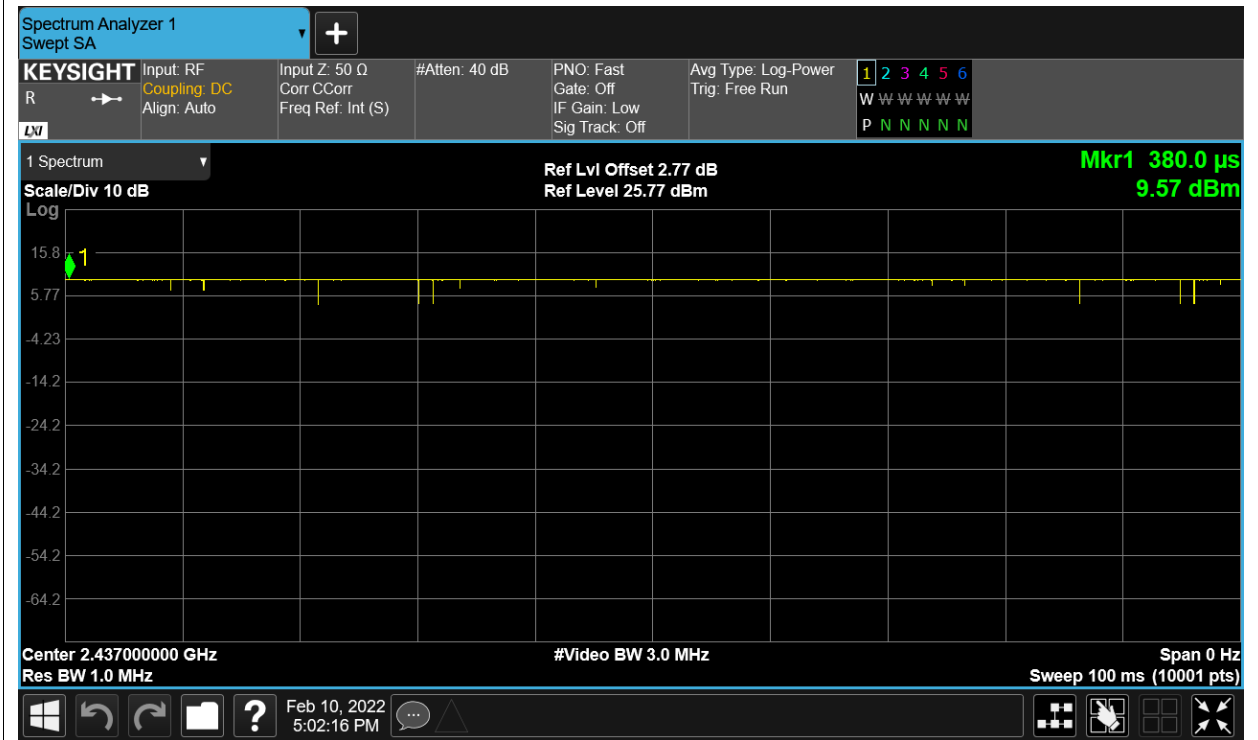 Spectrum Analyzer 1
Swept SA
KEYSIGHT
R
LXI
Input: RF
Coupling: DC
Align: Auto
Input Z: 50 Ω
Corr CCorr
Freq Ref: Int (S)
#Atten: 40 dB
PNO: Fast
Gate: Off
IF Gain: Low
Sig Track: Off
Avg Type: Log-Power
Trig: Free Run
1 2 3 4 5 6
W W W W W W
P N N N N N
1 Spectrum
Scale/Div 10 dB
Log
Ref Lvl Offset 2.77 dB
Ref Level 25.77 dBm
Mkr1 380.0 µs
9.57 dBm
15.8
1
5.77
-4.23
-14.2
-24.2
-34.2
-44.2
-54.2
-64.2
Center 2.437000000 GHz
#Video BW 3.0 MHz
Span 0 Hz
Res BW 1.0 MHz
Sweep 100 ms (10001 pts)
?
Feb 10, 2022
5:02:16 PM